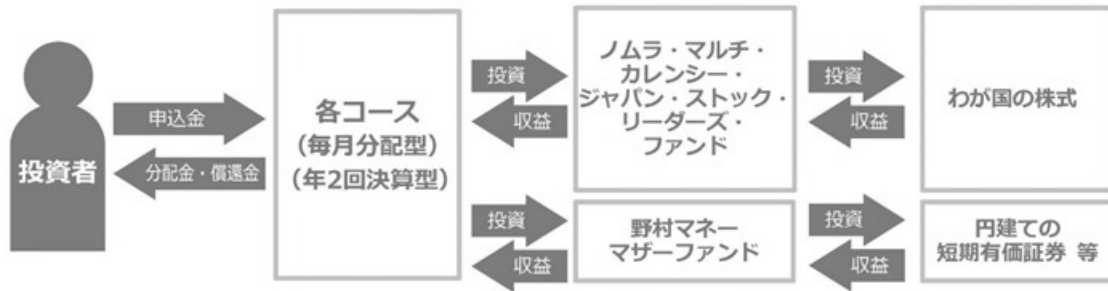 投資者
申込金
分配金・償還金
各コース
（毎月分配型）
（年2回決算型）
投資
収益
ノムラ・マルチ・
カレンシー・
ジャパン・ストック・
リーダーズ・
ファンド
投資
収益
わが国の株式
投資
収益
野村マネー
マザーファンド
投資
収益
円建ての
短期有価証券 等